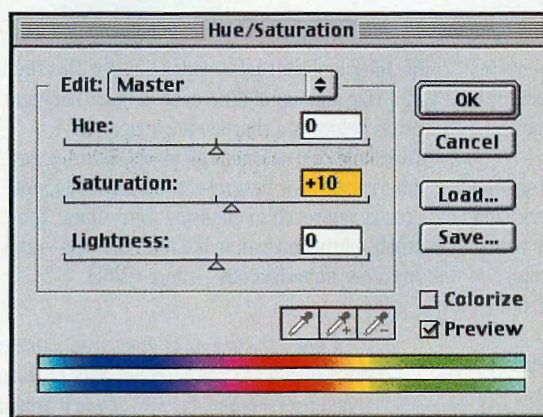 Hue/Saturation
Edit: Master
Hue: 0
Saturation: +10
Lightness: 0
OK
Cancel
Load...
Save...
Colorize
Preview